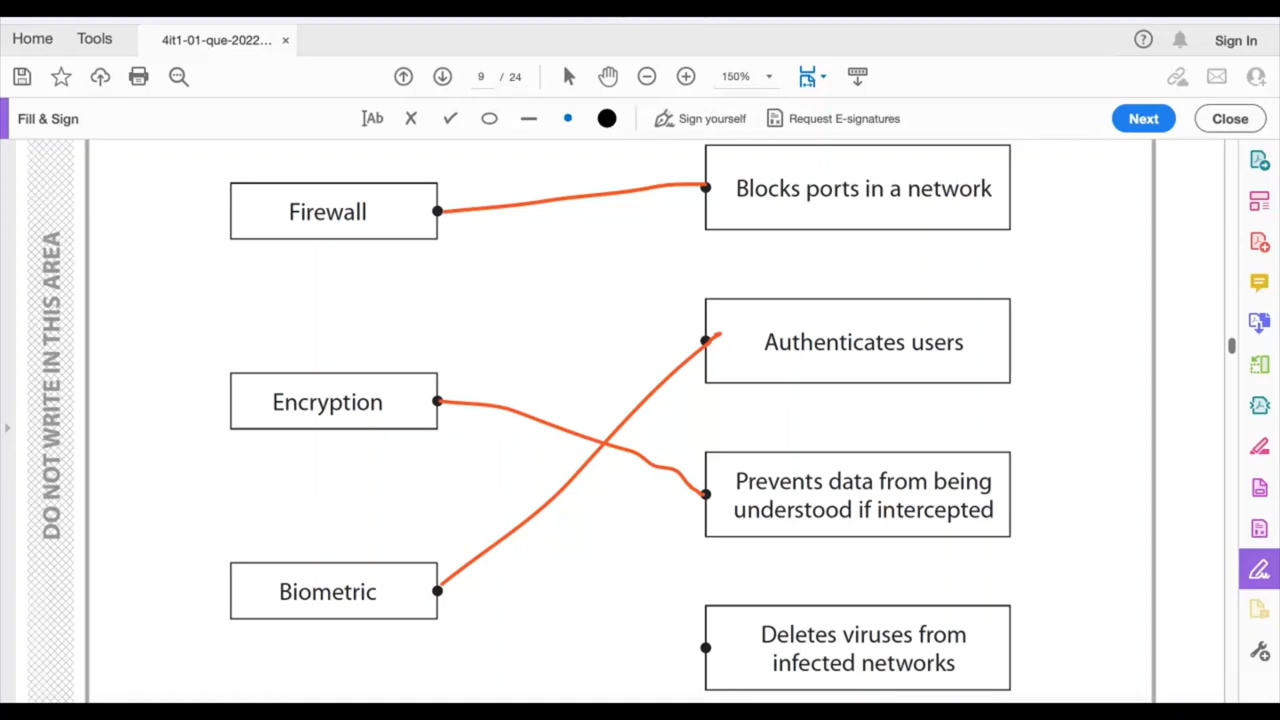 Home
Tools
4it1-01-que-2022... ×
Sign In
9 / 24
150%
Fill & Sign
Ab
Sign yourself
Request E-signatures
Next
Close
DO NOT WRITE IN THIS AREA
Firewall
Blocks ports in a network
Authenticates users
Encryption
Prevents data from being
understood if intercepted
Biometric
Deletes viruses from
infected networks